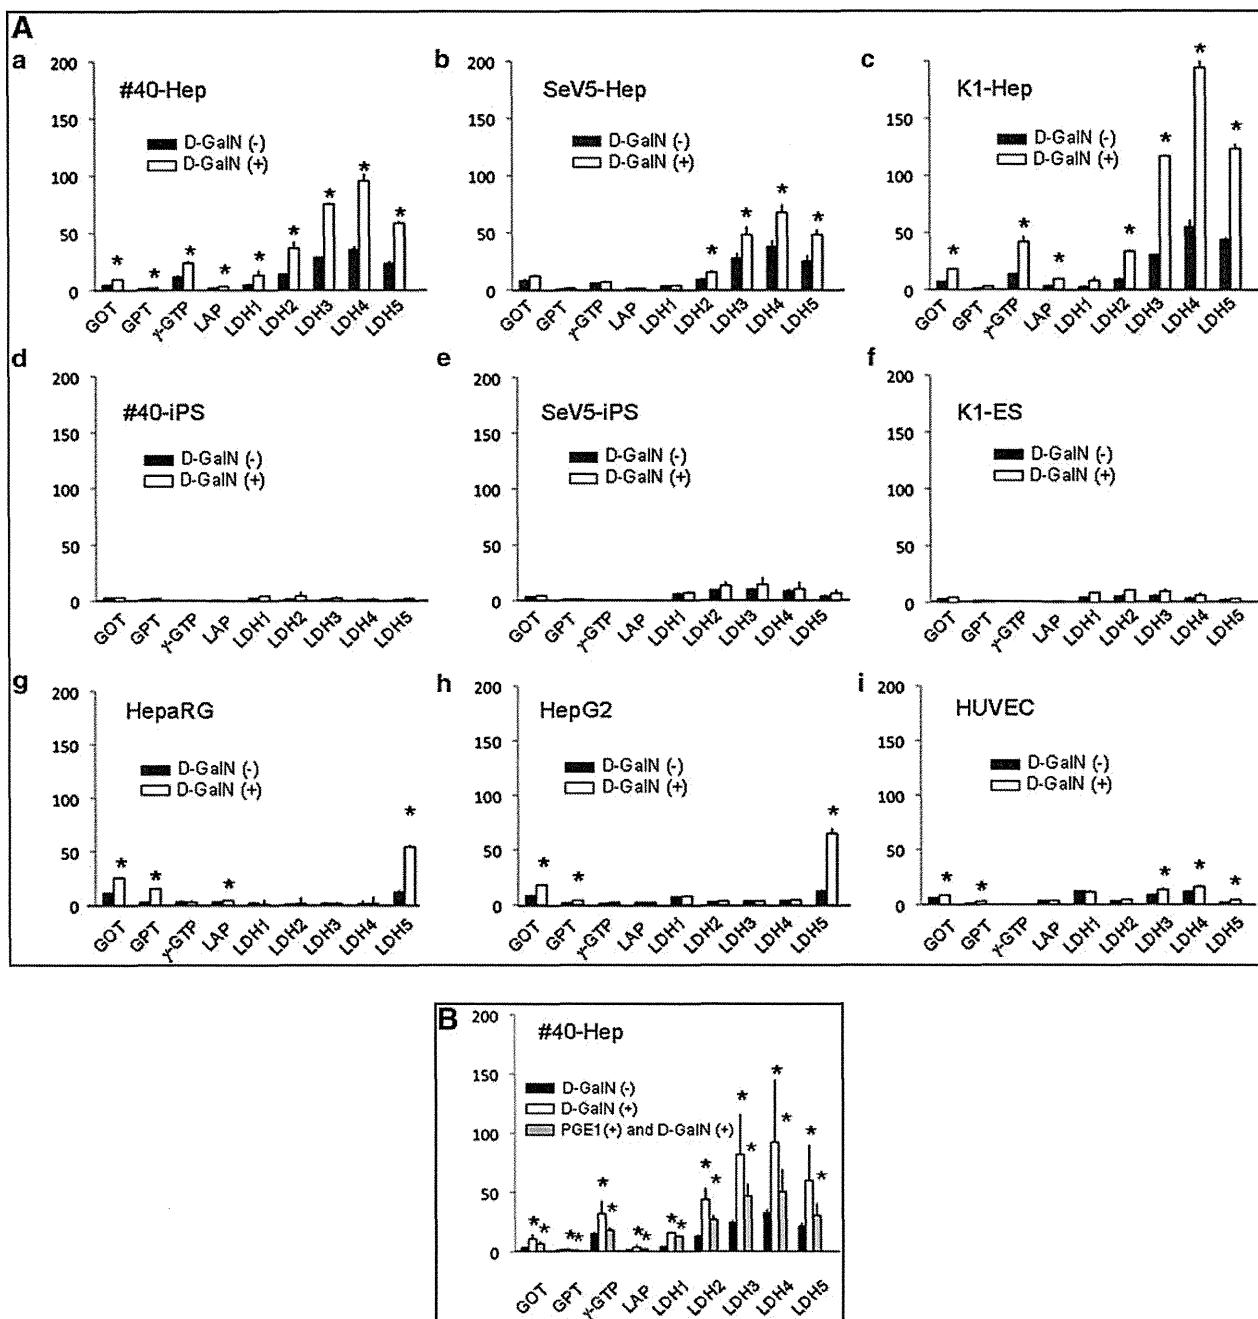 A
a
200
150
100
50
0
#40-Hep
D-GalN (-)
D-GalN (+)
* * * * * * * * *
GOT GPT γ-GTP LAP LDH1 LDH2 LDH3 LDH4 LDH5
b
200
150
100
50
0
SeV5-Hep
D-GalN (-)
D-GalN (+)
* * * *
GOT GPT γ-GTP LAP LDH1 LDH2 LDH3 LDH4 LDH5
c
200
150
100
50
0
K1-Hep
D-GalN (-)
D-GalN (+)
* * * * * * *
GOT GPT γ-GTP LAP LDH1 LDH2 LDH3 LDH4 LDH5
d
200
150
100
50
0
#40-iPS
D-GalN (-)
D-GalN (+)
GOT GPT γ-GTP LAP LDH1 LDH2 LDH3 LDH4 LDH5
e
200
150
100
50
0
SeV5-iPS
D-GalN (-)
D-GalN (+)
GOT GPT γ-GTP LAP LDH1 LDH2 LDH3 LDH4 LDH5
f
200
150
100
50
0
K1-ES
D-GalN (-)
D-GalN (+)
GOT GPT γ-GTP LAP LDH1 LDH2 LDH3 LDH4 LDH5
g
200
150
100
50
0
HepaRG
D-GalN (-)
D-GalN (+)
* * * *
GOT GPT γ-GTP LAP LDH1 LDH2 LDH3 LDH4 LDH5
h
200
150
100
50
0
HepG2
D-GalN (-)
D-GalN (+)
* * *
GOT GPT γ-GTP LAP LDH1 LDH2 LDH3 LDH4 LDH5
i
200
150
100
50
0
HUVEC
D-GalN (-)
D-GalN (+)
* * * * *
GOT GPT γ-GTP LAP LDH1 LDH2 LDH3 LDH4 LDH5
B
200
150
100
50
0
#40-Hep
D-GalN (-)
D-GalN (+)
PGE1(+) and D-GalN (+)
* * * * * * * * * * * * * * * * * *
GOT GPT γ-GTP LAP LDH1 LDH2 LDH3 LDH4 LDH5